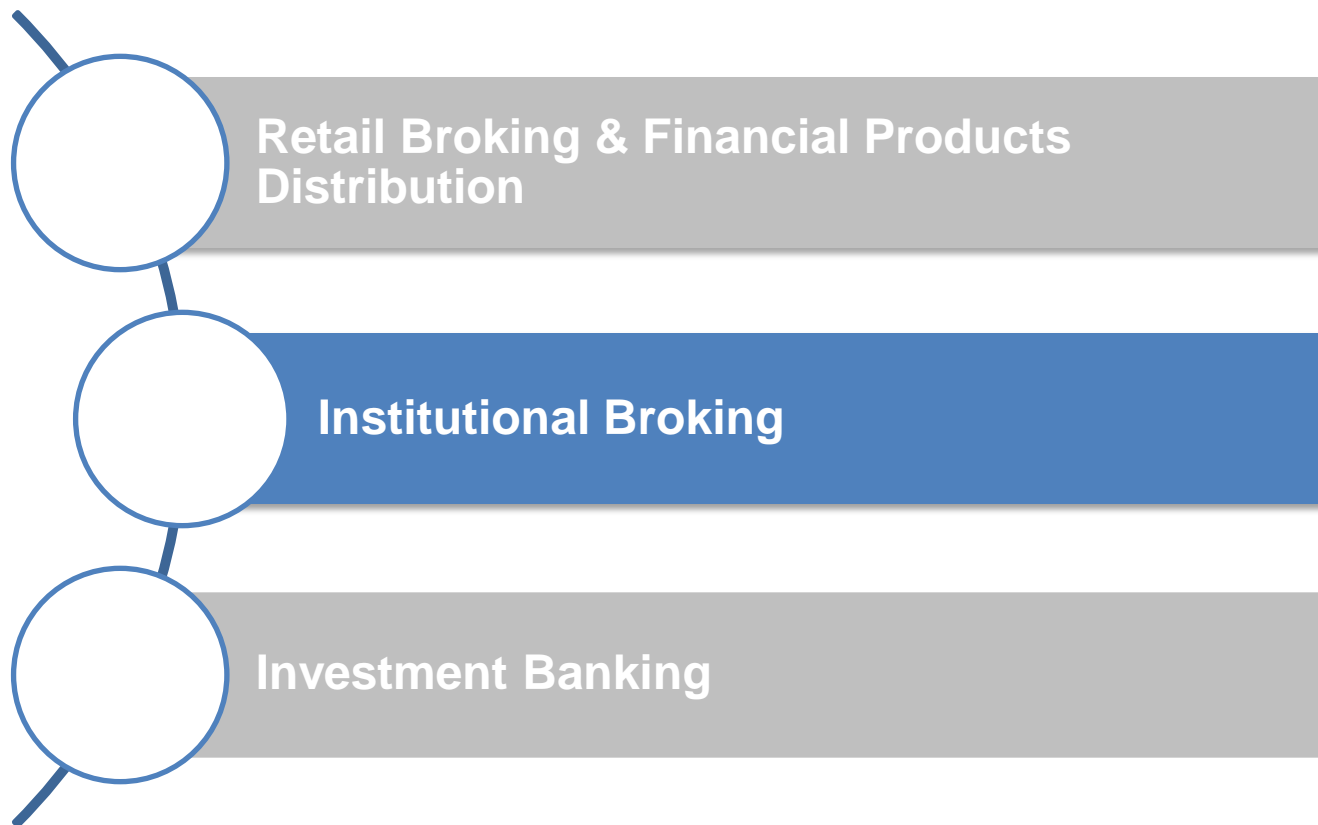 Retail Broking & Financial Products
Distribution
Institutional Broking
Investment Banking